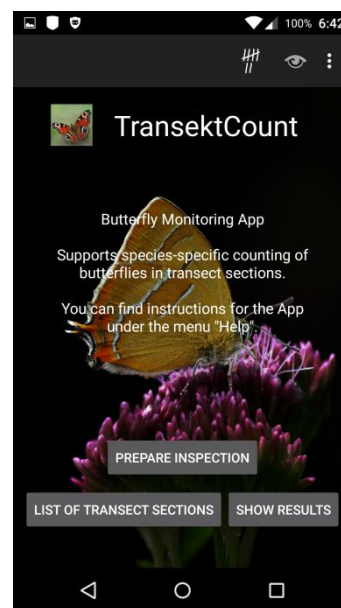 100% 6:42
TransektCount
Butterfly Monitoring App
Supports species-specific counting of
butterflies in transect sections.
You can find instructions for the App
under the menu "Help".
PREPARE INSPECTION
LIST OF TRANSECT SECTIONS
SHOW RESULTS